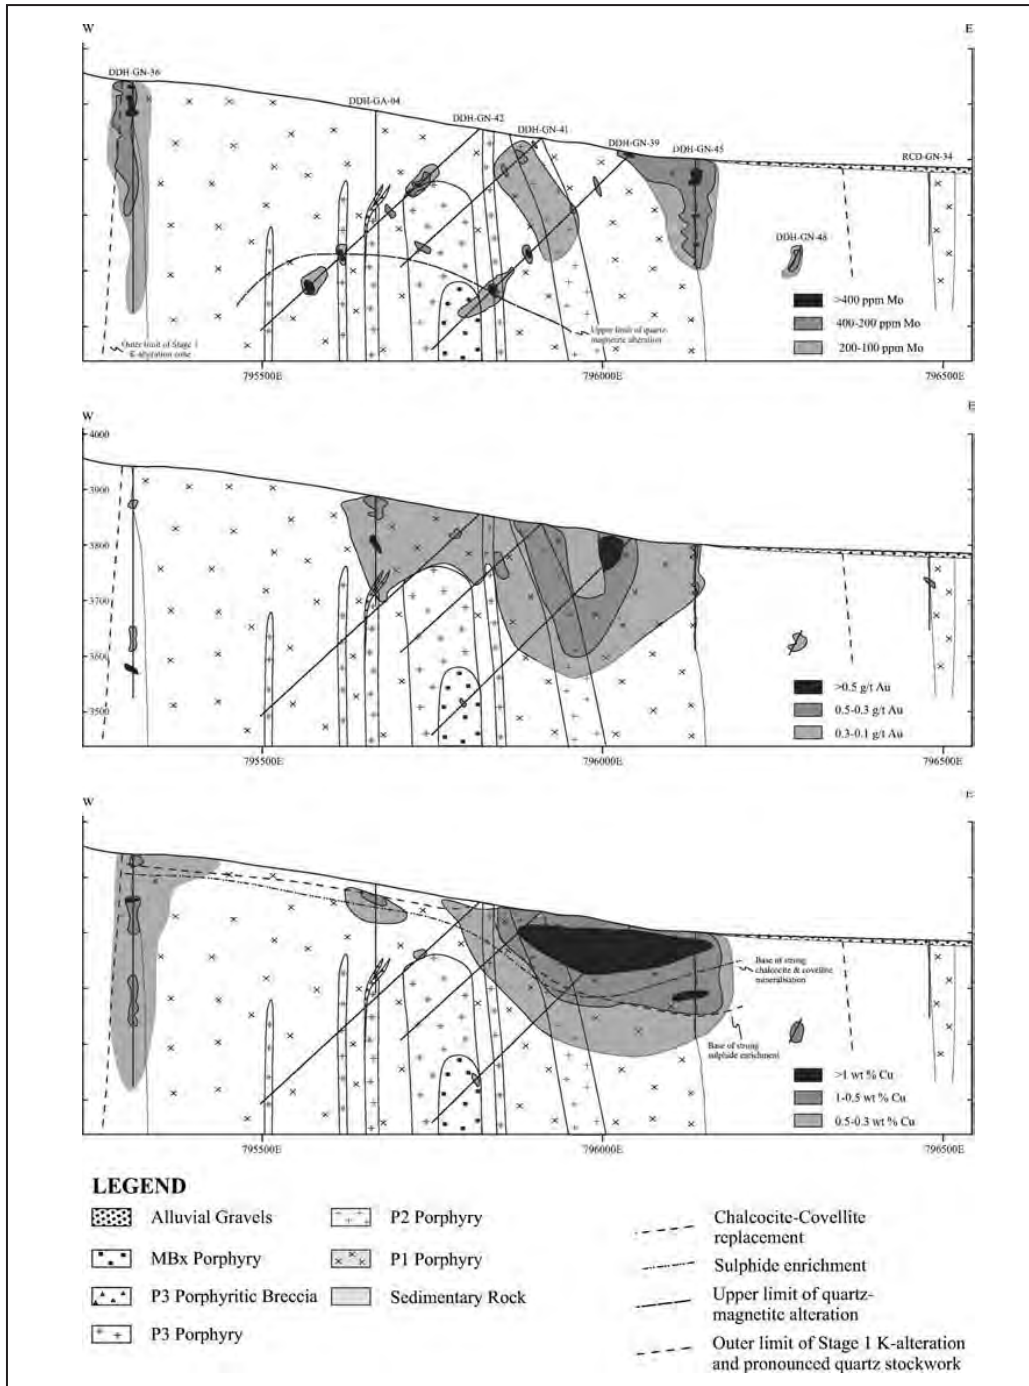 W E
DDH-GN-36
DDH-GA-04
DDH-GN-42
DDH-GN-41
DDH-GN-39
DDH-GN-45
RCD-GN-34
DDH-GN-48
>400 ppm Mo
400-200 ppm Mo
200-100 ppm Mo
Outer limit of Stage 1
K-alteration zone
Upper limit of quartz-
magnetite alteration
795500E 796000E 796500E
W E
4000
3900
3800
3700
3600
3500
>0.5 g/t Au
0.5-0.3 g/t Au
0.3-0.1 g/t Au
795500E 796000E 796500E
W E
Base of strong
chalcocite & covellite
mineralisation
Base of strong
sulphide enrichment
>1 wt % Cu
1-0.5 wt % Cu
0.5-0.3 wt % Cu
795500E 796000E 796500E
LEGEND
Alluvial Gravels
MBx Porphyry
P3 Porphyritic Breccia
P3 Porphyry
P2 Porphyry
P1 Porphyry
Sedimentary Rock
Chalcocite-Covellite
replacement
Sulphide enrichment
Upper limit of quartz-
magnetite alteration
Outer limit of Stage 1 K-alteration
and pronounced quartz stockwork